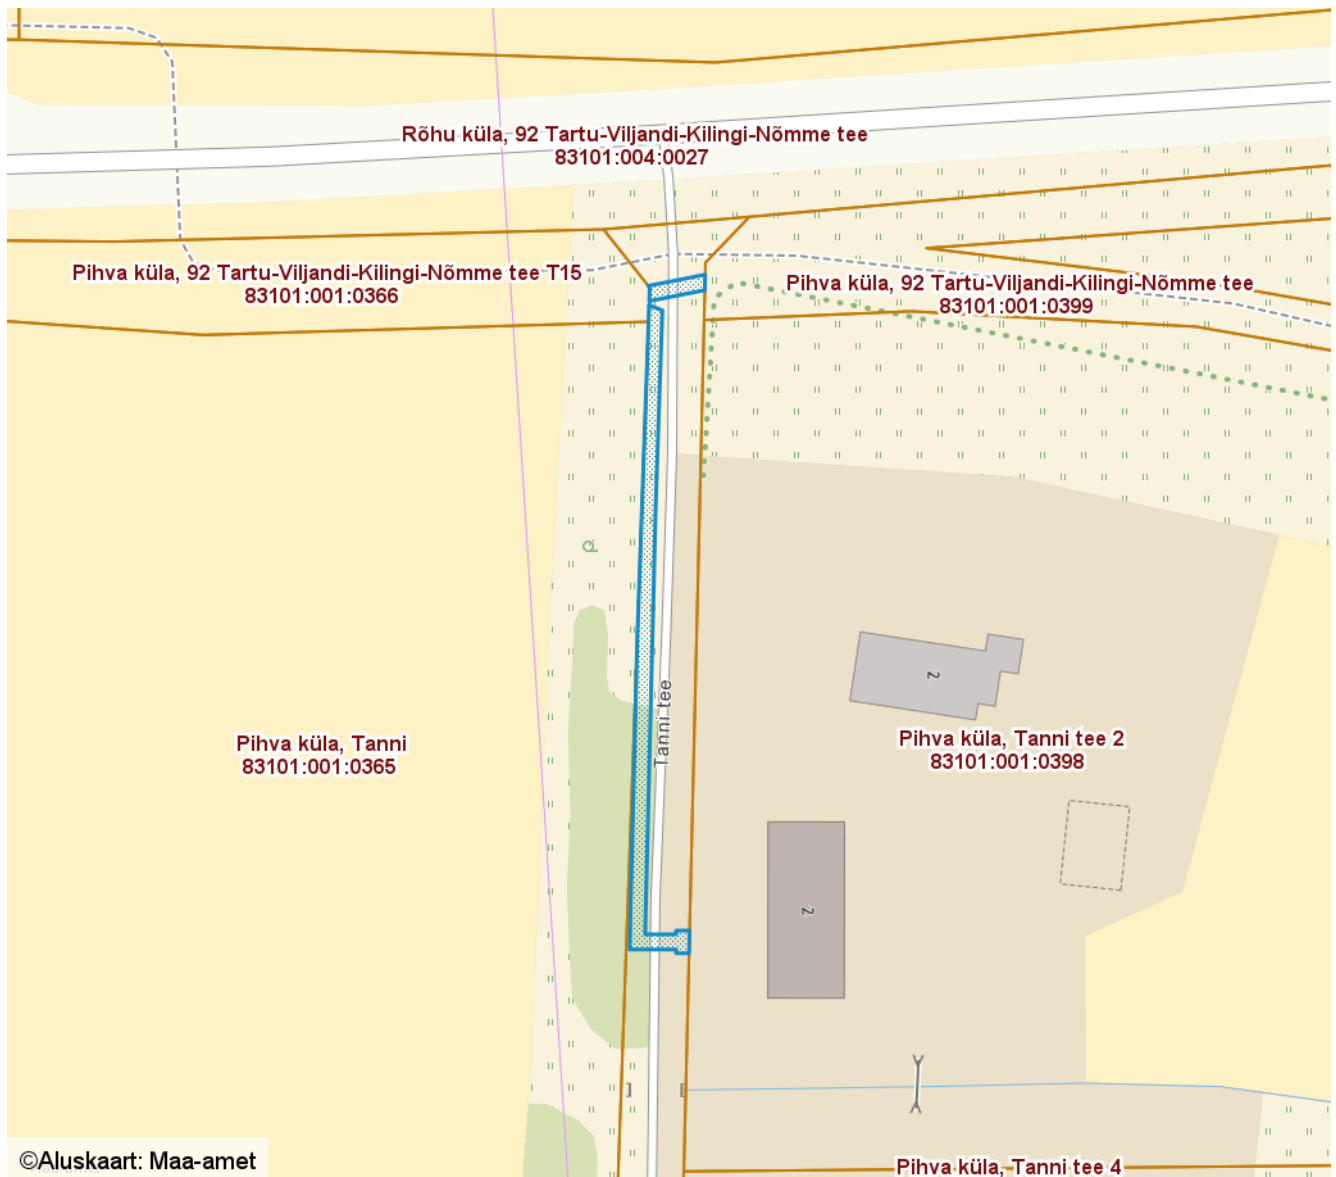 Rõhu küla, 92 Tartu-Viljandi-Kilingi-Nõmme tee
83101:004:0027
Pihva küla, 92 Tartu-Viljandi-Kilingi-Nõmme tee T15
83101:001:0366
Pihva küla, 92 Tartu-Viljandi-Kilingi-Nõmme tee
83101:001:0399
2
Tanni tee
Pihva küla, Tanni
83101:001:0365
Pihva küla, Tanni tee 2
83101:001:0398
2
©Aluskaart: Maa-amet
Pihva küla, Tanni tee 4